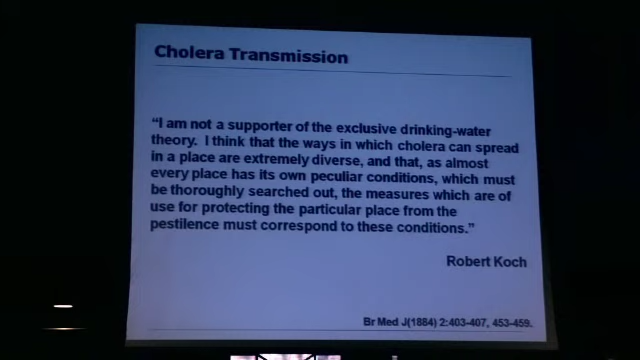 Cholera Transmission
“I am not a supporter of the exclusive drinking-water
theory. I think that the ways in which cholera can spread
in a place are extremely diverse, and that, as almost
every place has its own peculiar conditions, which must
be thoroughly searched out, the measures which are of
use for protecting the particular place from the
pestilence must correspond to these conditions.”
Robert Koch
Br Med J(1884) 2:403-407, 453-459.